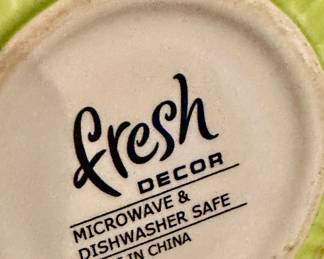 fresh
DECOR
MICROWAVE &
DISHWASHER SAFE
IN CHINA